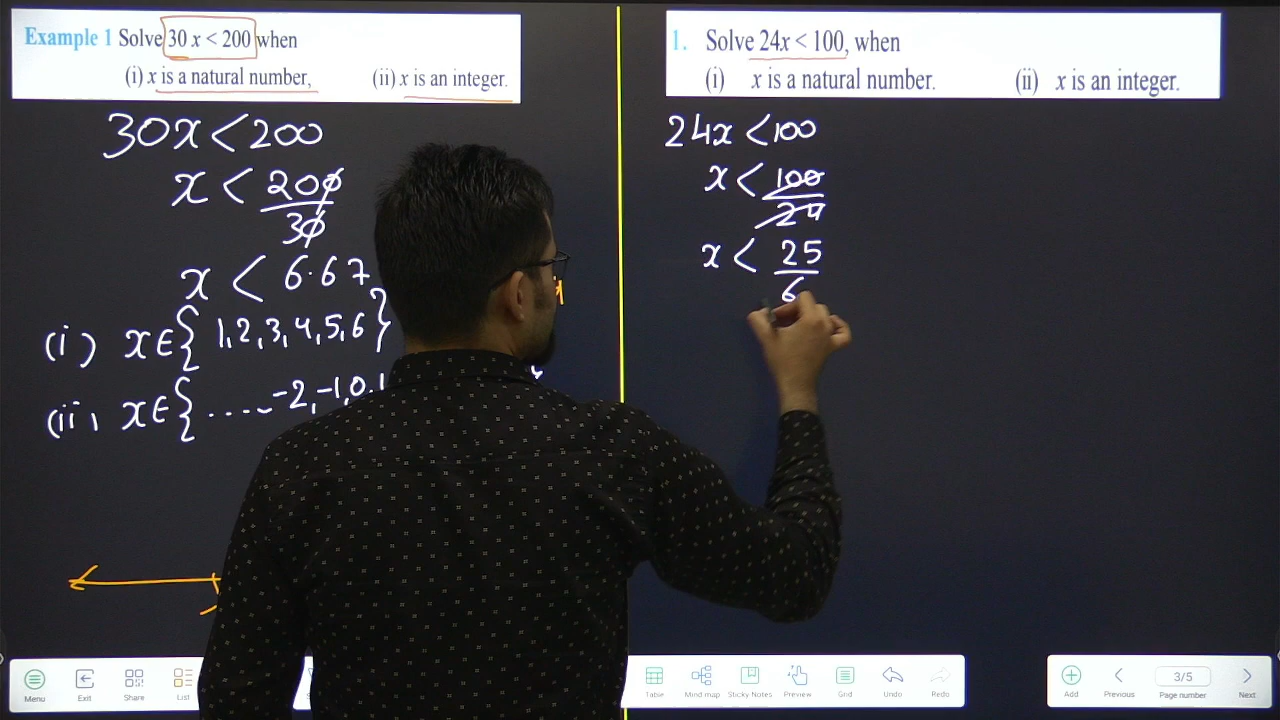 Example 1 Solve 30 x < 200 when
(i) x is a natural number, (ii) x is an integer.
30x < 200
x < 200/30
x < 6.67
(i) x∈{1,2,3,4,5,6}
(ii) x∈{.....-2,-1,0,1
1. Solve 24x < 100, when
(i) x is a natural number. (ii) x is an integer.
24x < 100
x < 100/24
x < 25/6
Menu Exit Share List
Table Mind map Sticky Notes Preview Grid Undo Redo
Add Previous 3/5 Page number Next